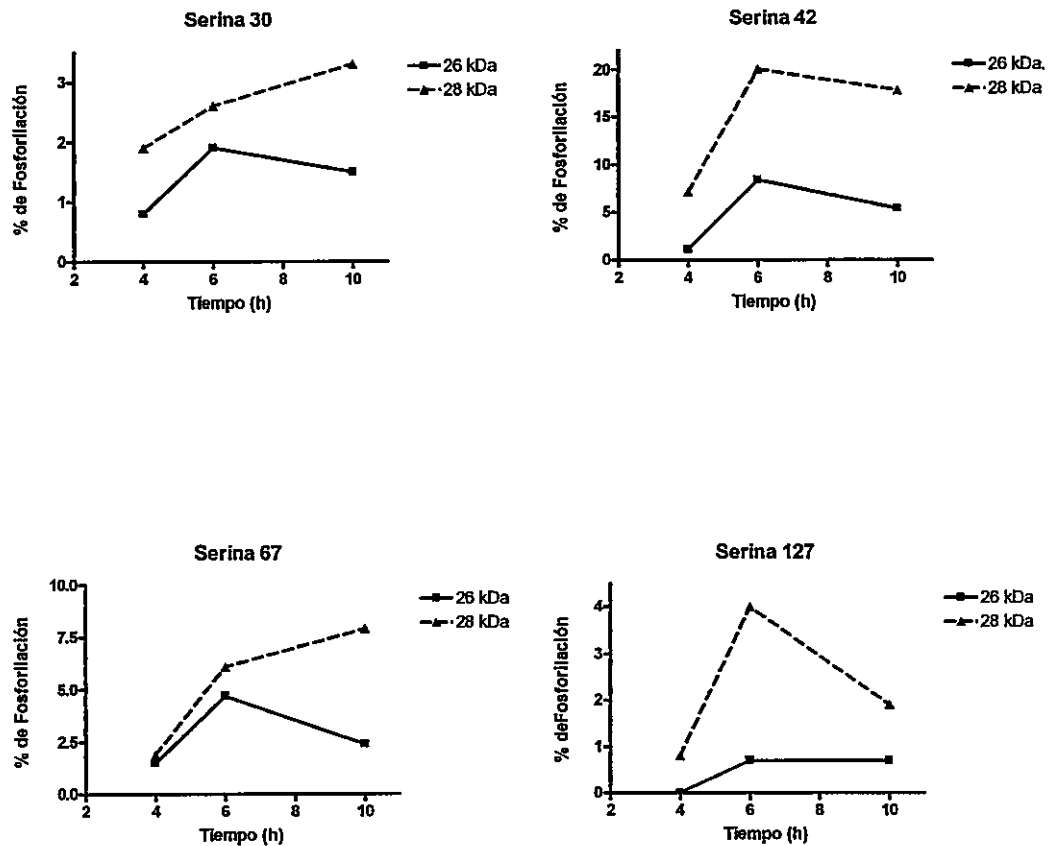 Serina 30
% de Fosforilación
3
2
1
0
2 4 6 8 10
Tiempo (h)
26 kDa
28 kDa
Serina 42
% de Fosforilación
20
15
10
5
0
2 4 6 8 10
Tiempo (h)
26 kDa.
28 kDa
Serina 67
% de Fosforilación
10.0
7.5
5.0
2.5
0.0
2 4 6 8 10
Tiempo (h)
26 kDa
28 kDa
Serina 127
% deFosforilación
4
3
2
1
0
2 4 6 8 10
Tiempo (h)
26 kDa
28 kDa